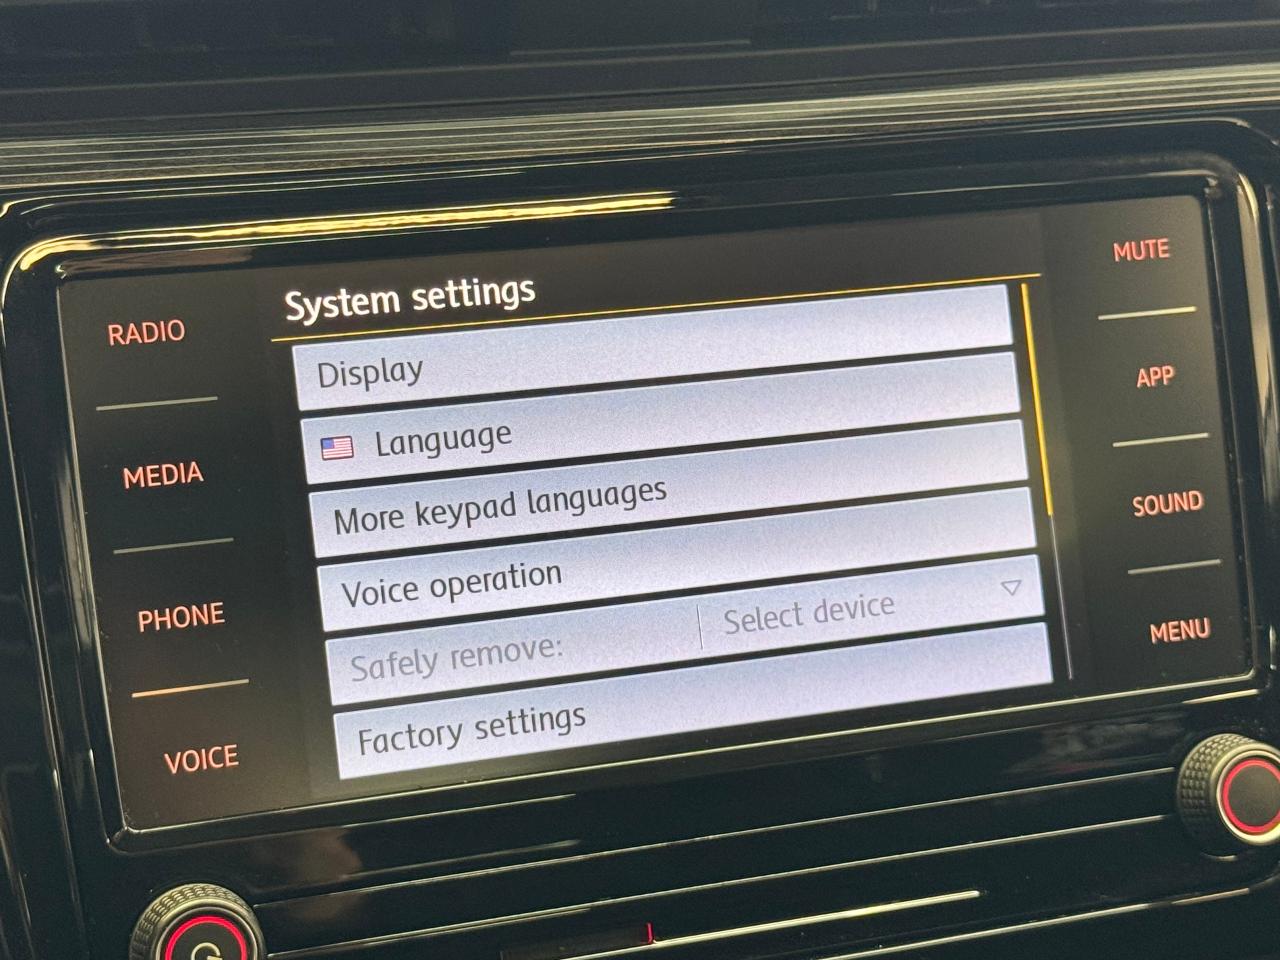 System settings
Display
Language
More keypad languages
Voice operation
Safely remove: Select device
Factory settings
RADIO
MEDIA
PHONE
VOICE
MUTE
APP
SOUND
MENU